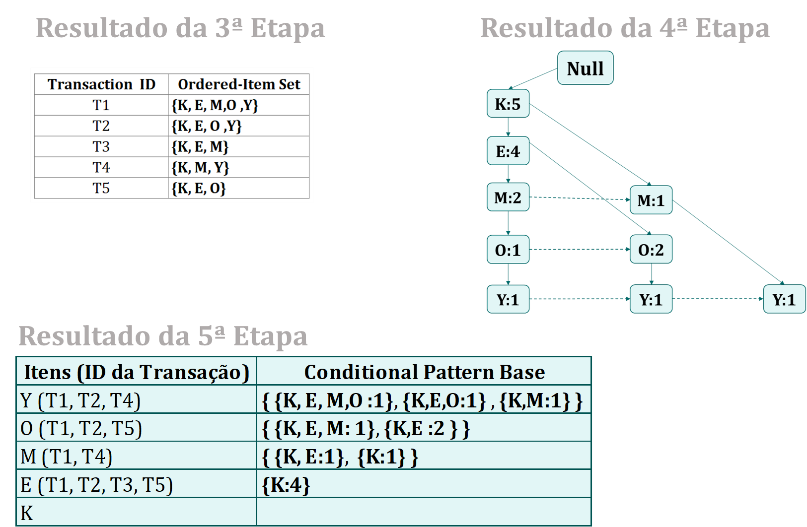 Resultado da 3ª Etapa
Transaction ID Ordered-Item Set
T1 {K, E, M,O ,Y}
T2 {K, E, O ,Y}
T3 {K, E, M}
T4 {K, M, Y}
T5 {K, E, O}
Resultado da 4ª Etapa
Null
K:5
E:4
M:2 M:1
O:1 O:2
Y:1 Y:1 Y:1
Resultado da 5ª Etapa
Itens (ID da Transação) Conditional Pattern Base
Y (T1, T2, T4) { {K, E, M,O :1}, {K,E,O:1} , {K,M:1} }
O (T1, T2, T5) { {K, E, M: 1}, {K,E :2 } }
M (T1, T4) { {K, E:1}, {K:1} }
E (T1, T2, T3, T5) {K:4}
K